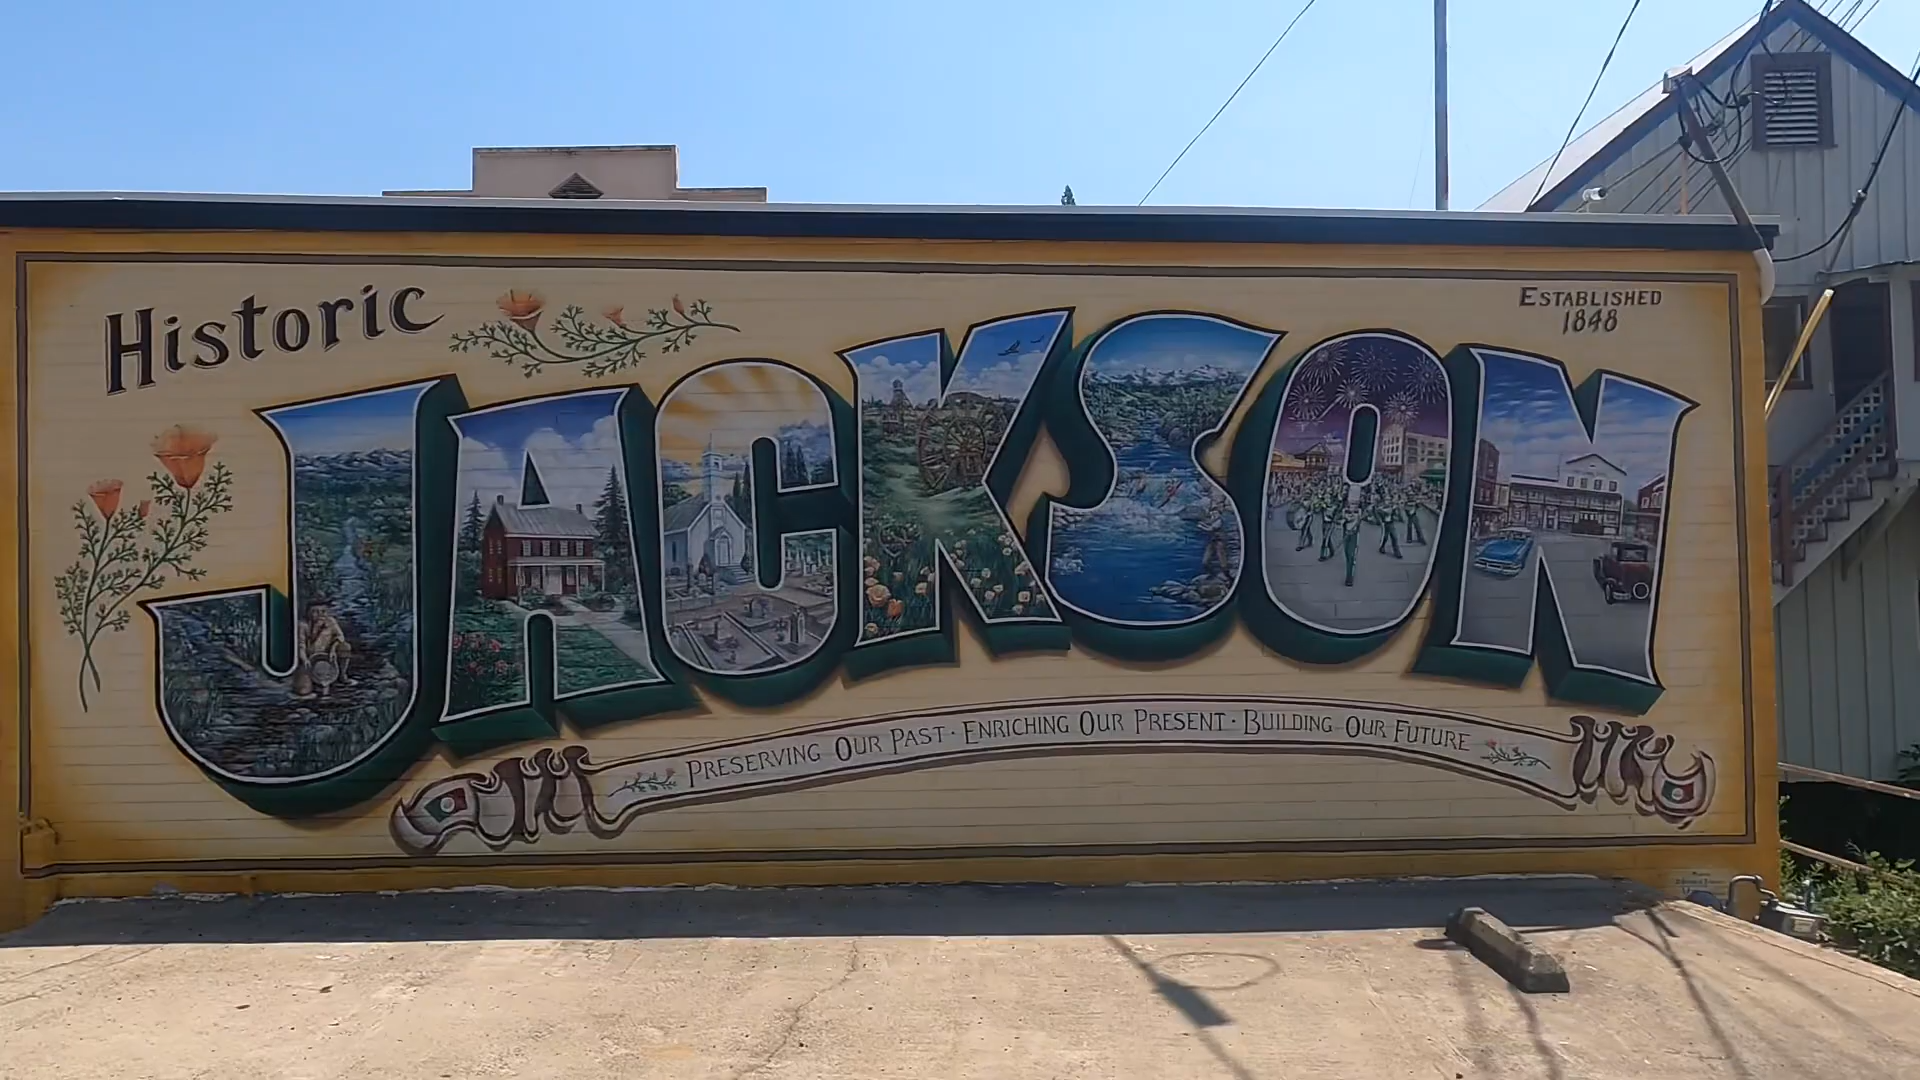 Historic
ESTABLISHED
1848
JACKSON
PRESERVING OUR PAST · ENRICHING OUR PRESENT · BUILDING OUR FUTURE